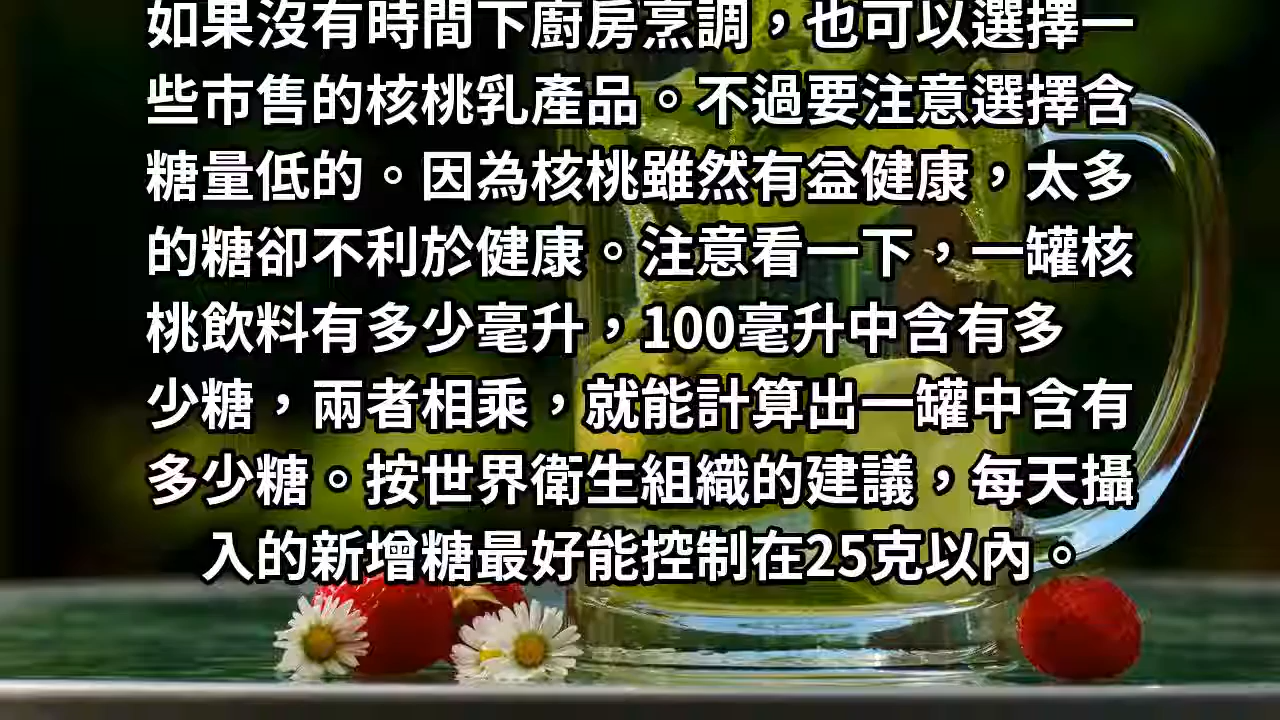 如果沒有時間下廚房烹調，也可以選擇一
些市售的核桃乳產品。不過要注意選擇含
糖量低的。因為核桃雖然有益健康，太多
的糖卻不利於健康。注意看一下，一罐核
桃飲料有多少毫升，100毫升中含有多
少糖，兩者相乘，就能計算出一罐中含有
多少糖。按世界衛生組織的建議，每天攝
入的新增糖最好能控制在25克以內。